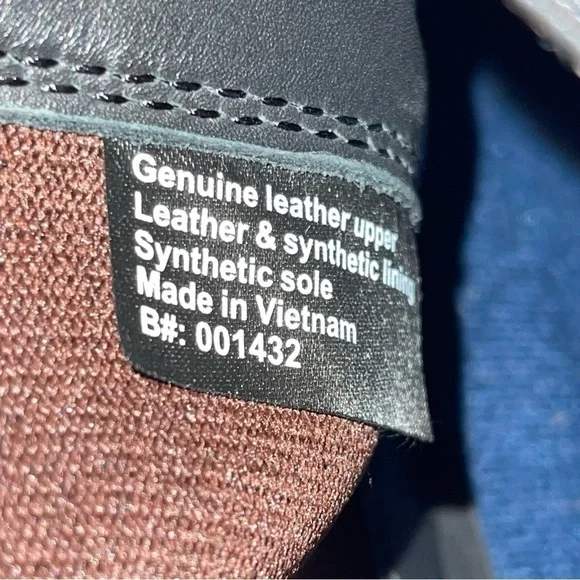 Genuine leather upper
Leather & synthetic lining
Synthetic sole
Made in Vietnam
B#: 001432